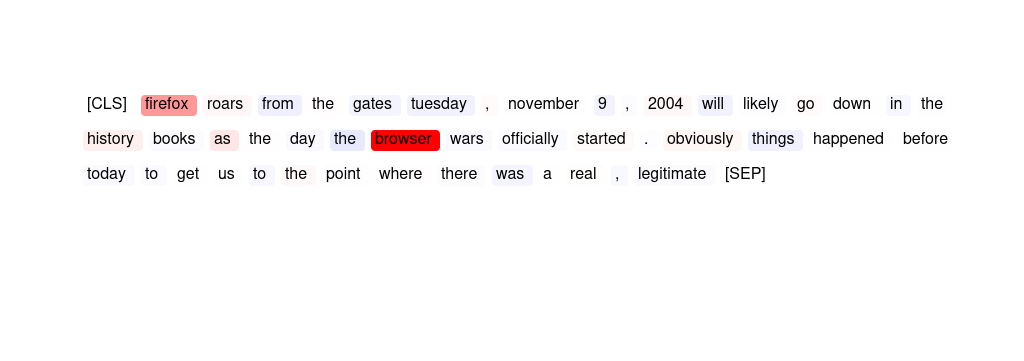 [CLS] firefox roars from the gates tuesday , november 9 , 2004 will likely go down in the
history books as the day the browser wars officially started . obviously things happened before
today to get us to the point where there was a real , legitimate [SEP]